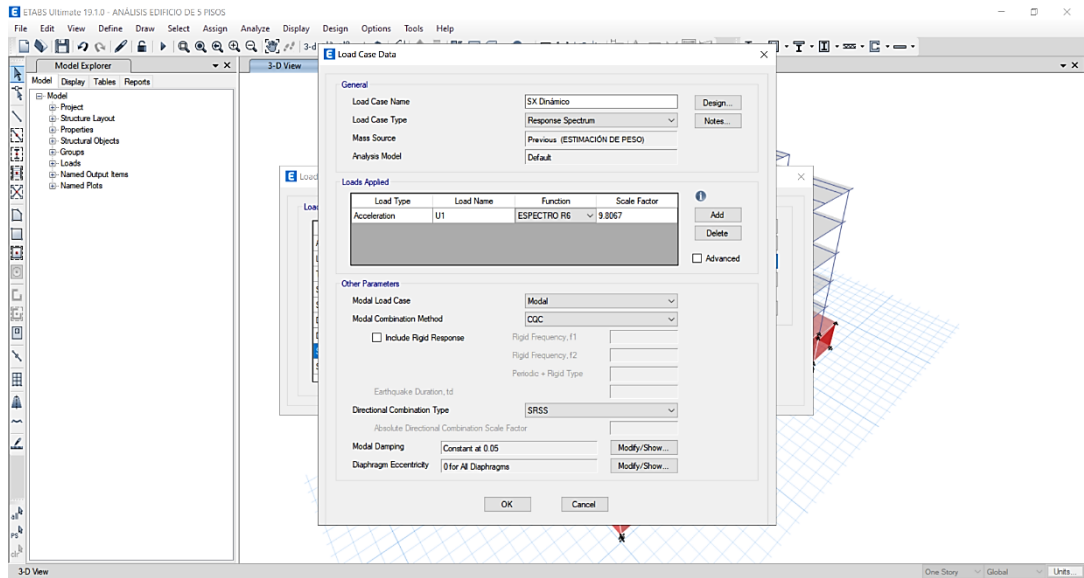 ETABS Ultimate 19.1.0 - ANÁLISIS EDIFICIO DE 5 PISOS
File Edit View Define Draw Select Assign Analyze Display Design Options Tools Help
3-d
Model Explorer
3-D View
Load Case Data
Model Display Tables Reports
Model
Project
Structure Layout
Properties
Structural Objects
Groups
Loads
Named Output Items
Named Plots
General
Load Case Name SX Dinámico Design...
Load Case Type Response Spectrum Notes...
Mass Source Previous (ESTIMACIÓN DE PESO)
Analysis Model Default
Loads Applied
Load Type Load Name Function Scale Factor
Acceleration U1 ESPECTRO R6 9.8067
Add
Delete
Advanced
Other Parameters
Modal Load Case Modal
Modal Combination Method CQC
Include Rigid Response Rigid Frequency, f1
Rigid Frequency, f2
Periodic + Rigid Type
Earthquake Duration, td
Directional Combination Type SRSS
Absolute Directional Combination Scale Factor
Modal Damping Constant at 0.05 Modify/Show...
Diaphragm Eccentricity 0 for All Diaphragms Modify/Show...
OK Cancel
all
PS
clr
3-D View
One Story Global Units...